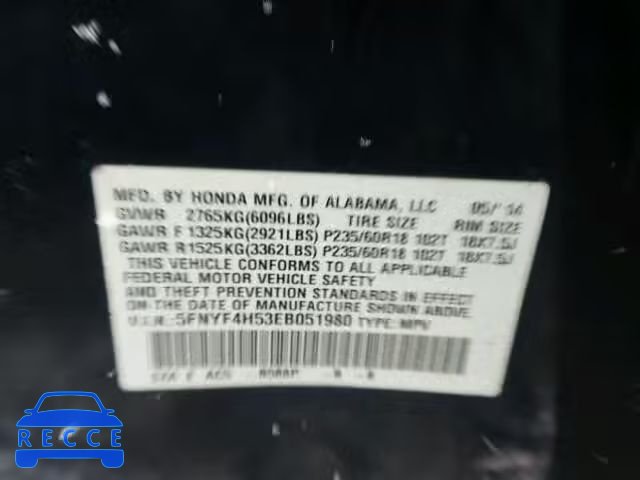 MFD. BY HONDA MFG. OF ALABAMA, LLC 05/'14
GVWR 2765KG(6096LBS) TIRE SIZE RIM SIZE
GAWR F 1325KG(2921LBS) P235/60R18 102T 18X7.5J
GAWR R 1525KG(3362LBS) P235/60R18 102T 18X7.5J
THIS VEHICLE CONFORMS TO ALL APPLICABLE
FEDERAL MOTOR VEHICLE SAFETY
AND THEFT PREVENTION STANDARDS IN EFFECT
ON THE DATE OF MANUFACTURE SHOWN ABOVE.
V.I.N.:5FNYF4H53EB051980 TYPE:MPV
RECCE